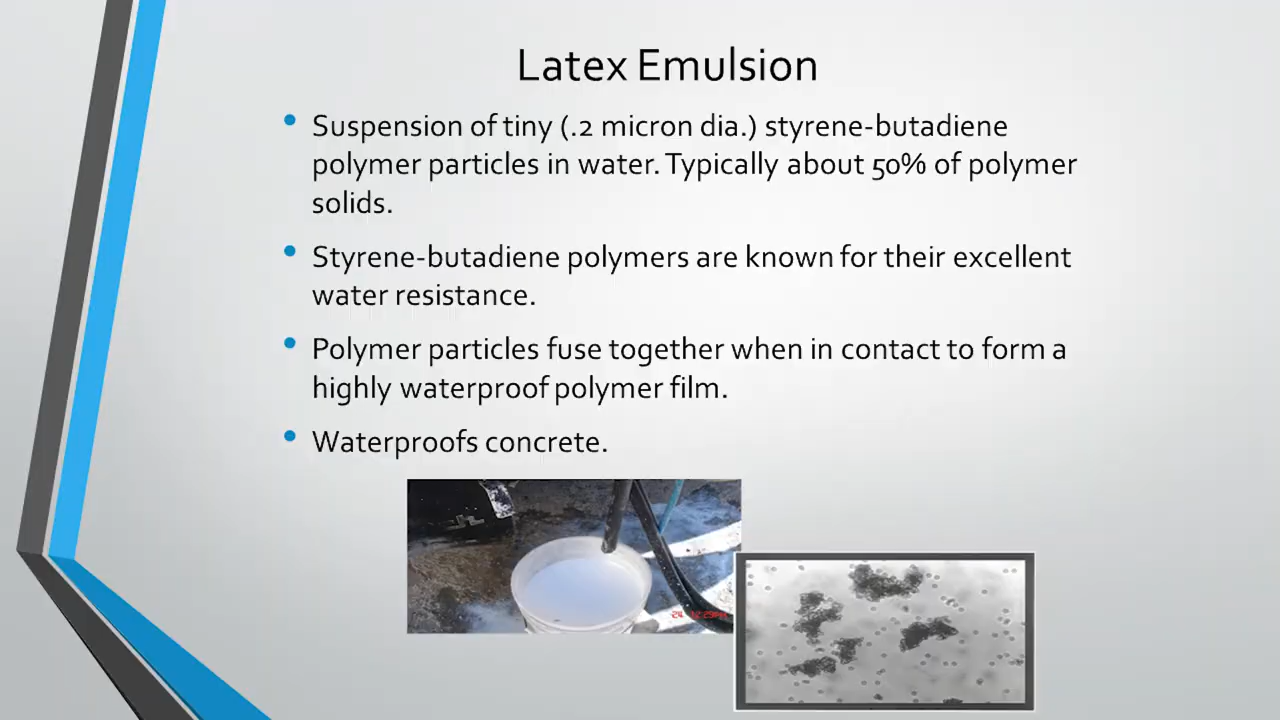 Latex Emulsion
• Suspension of tiny (.2 micron dia.) styrene-butadiene
polymer particles in water. Typically about 50% of polymer
solids.
• Styrene-butadiene polymers are known for their excellent
water resistance.
• Polymer particles fuse together when in contact to form a
highly waterproof polymer film.
• Waterproofs concrete.